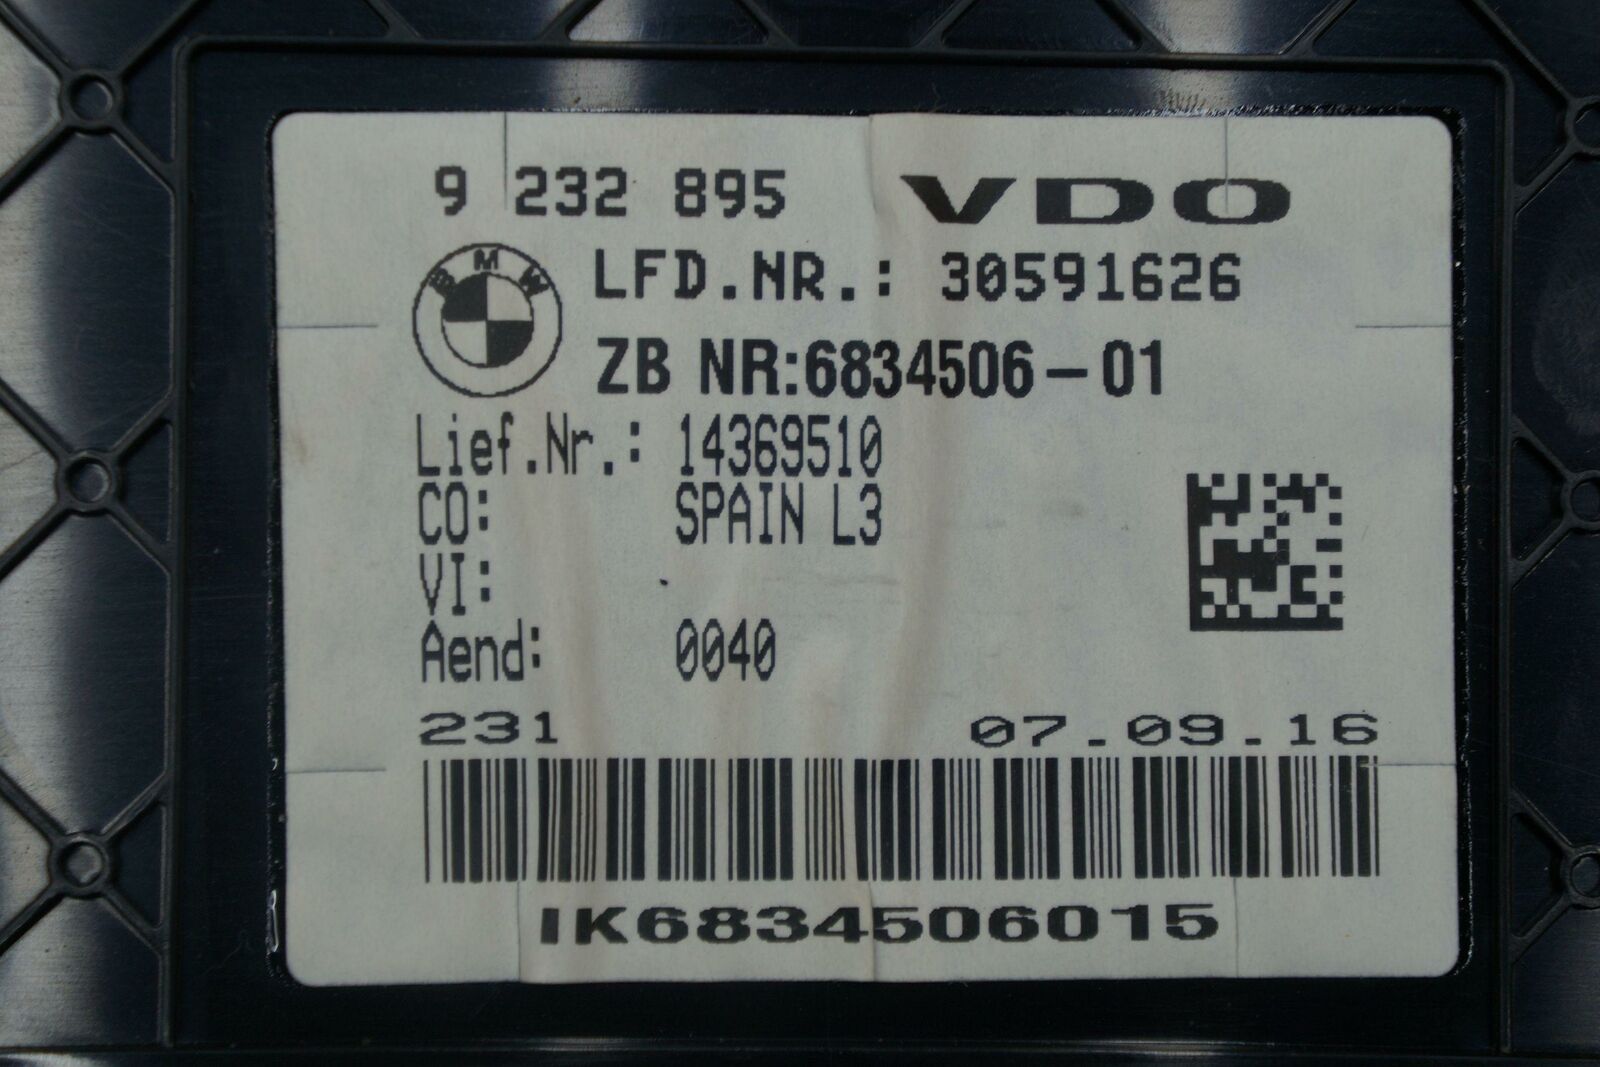 9 232 895 VDO
BMW
LFD.NR.: 30591626
ZB NR:6834506-01
Lief.Nr.: 14369510
CO: SPAIN L3
VI:
Aend: 0040
231 07.09.16
IK6834506015